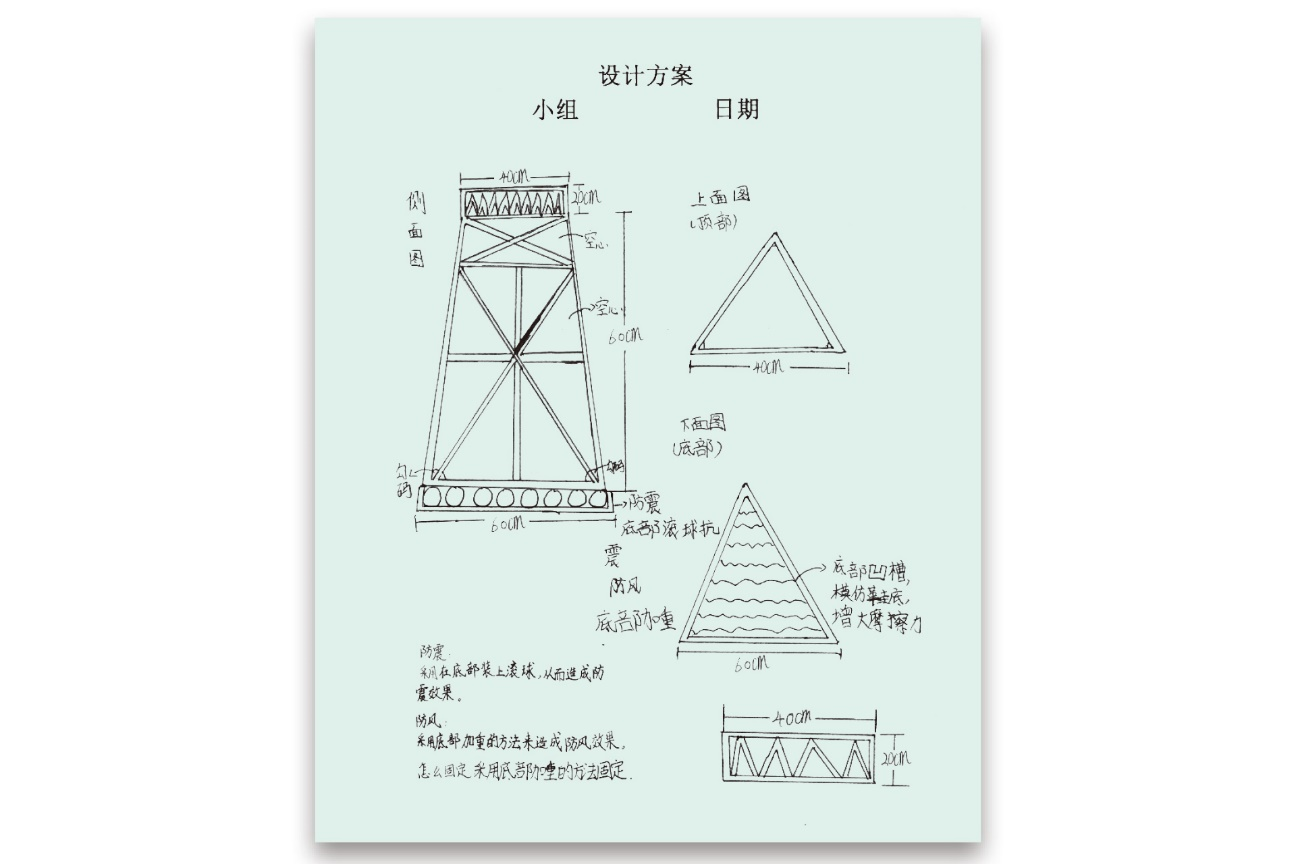 设计方案
小组 日期
侧面图
40cm
20cm
空心
空心
60cm
60cm
防震
底部滚球抗
震
防风
底部加重
上面图
(顶部)
40cm
下面图
(底部)
底部凹槽,
模仿鞋底,
增大摩擦力
60cm
防震:
采用在底部装上滚球,从而造成防
震效果。
防风:
采用底部加重的方法来造成防风效果。
怎么固定采用底部加重的方法固定.
40cm
20cm